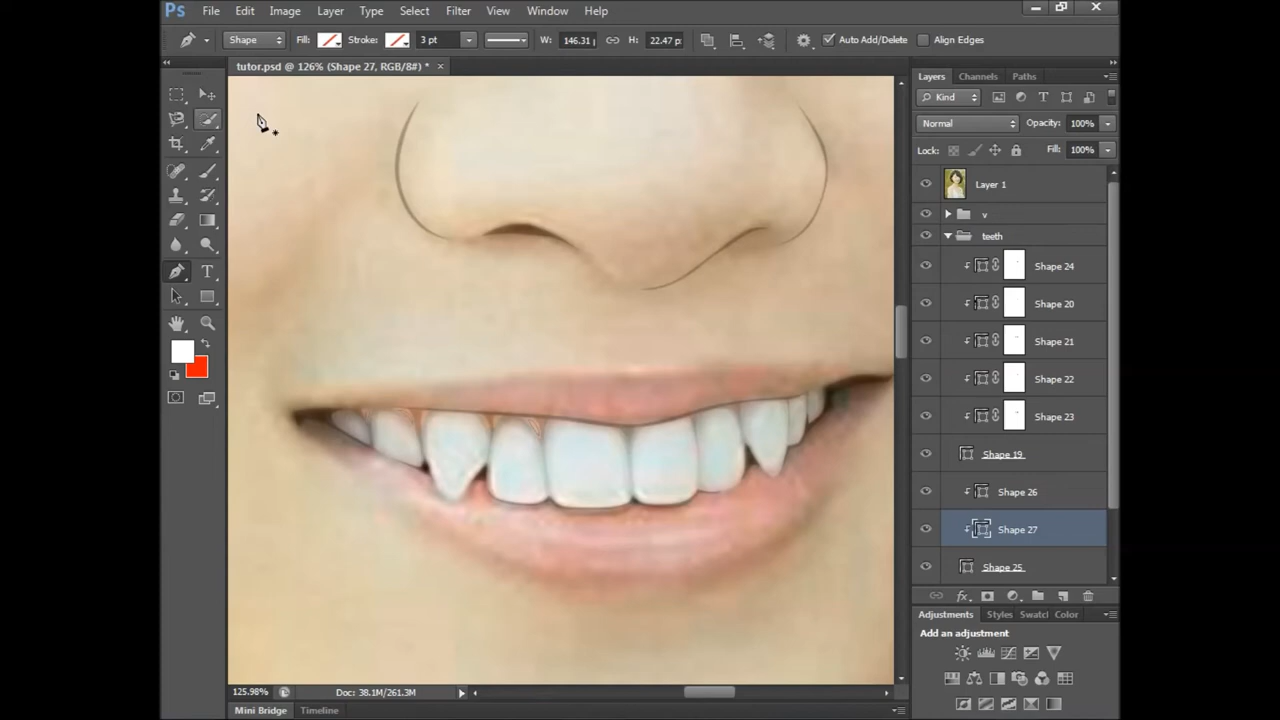 Ps File Edit Image Layer Type Select Filter View Window Help
Shape Fill: Stroke: 3 pt W: 146.31 H: 22.47 p: Auto Add/Delete Align Edges
tutor.psd @ 126% (Shape 27, RGB/8#) * ×
Layers Channels Paths
Kind T
Normal Opacity: 100%
Lock: Fill: 100%
Layer 1
v
teeth
Shape 24
Shape 20
Shape 21
Shape 22
Shape 23
Shape 19
Shape 26
Shape 27
Shape 25
fx
Adjustments Styles Swatcl Color
Add an adjustment
T
125.98% Doc: 38.1M/261.3M
Mini Bridge Timeline